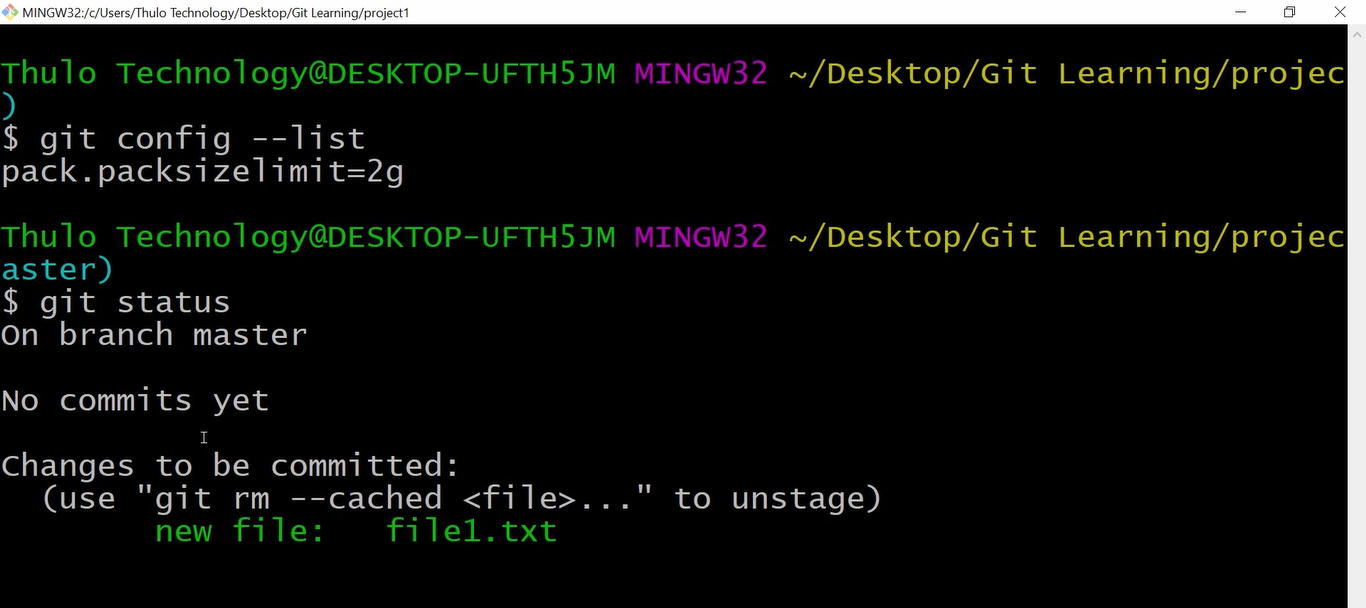 MINGW32:/c/Users/Thulo Technology/Desktop/Git Learning/project1
Thulo Technology@DESKTOP-UFTH5JM MINGW32 ~/Desktop/Git Learning/projec
)
$ git config --list
pack.packsizelimit=2g
Thulo Technology@DESKTOP-UFTH5JM MINGW32 ~/Desktop/Git Learning/projec
aster)
$ git status
On branch master
No commits yet
Changes to be committed:
(use "git rm --cached <file>..." to unstage)
new file: file1.txt